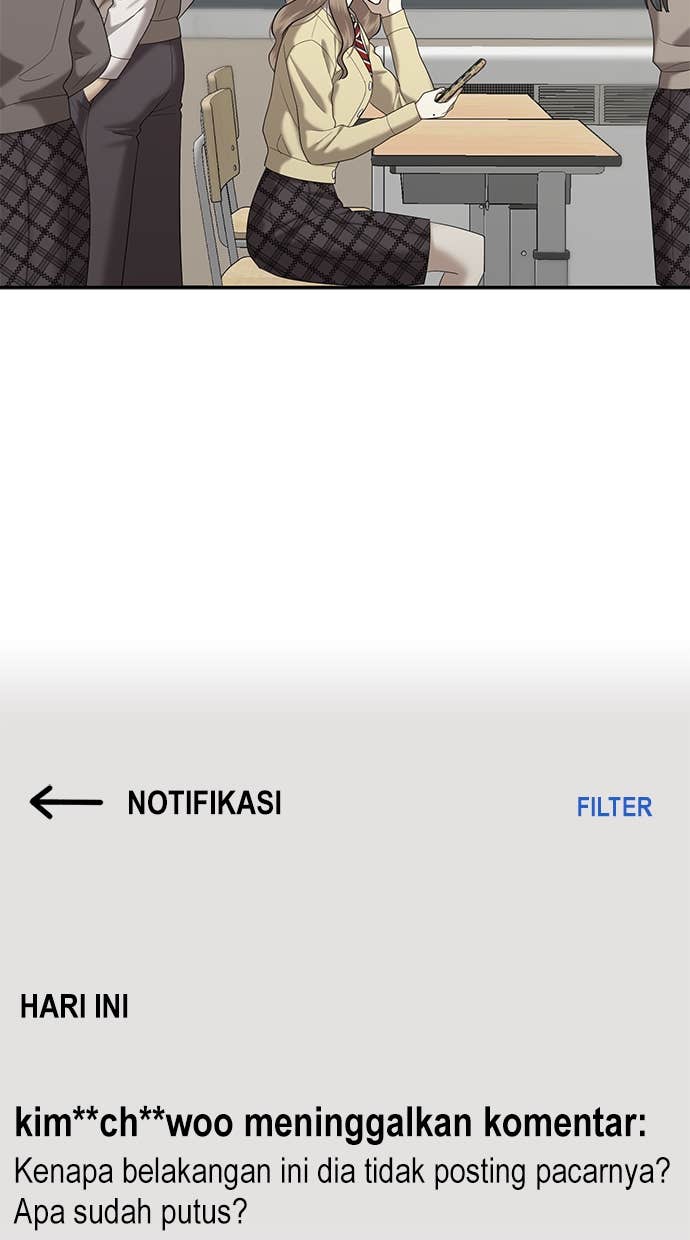 NOTIFIKASI
FILTER
HARI INI
kim**ch**woo meninggalkan komentar:
Kenapa belakangan ini dia tidak posting pacarnya?
Apa sudah putus?